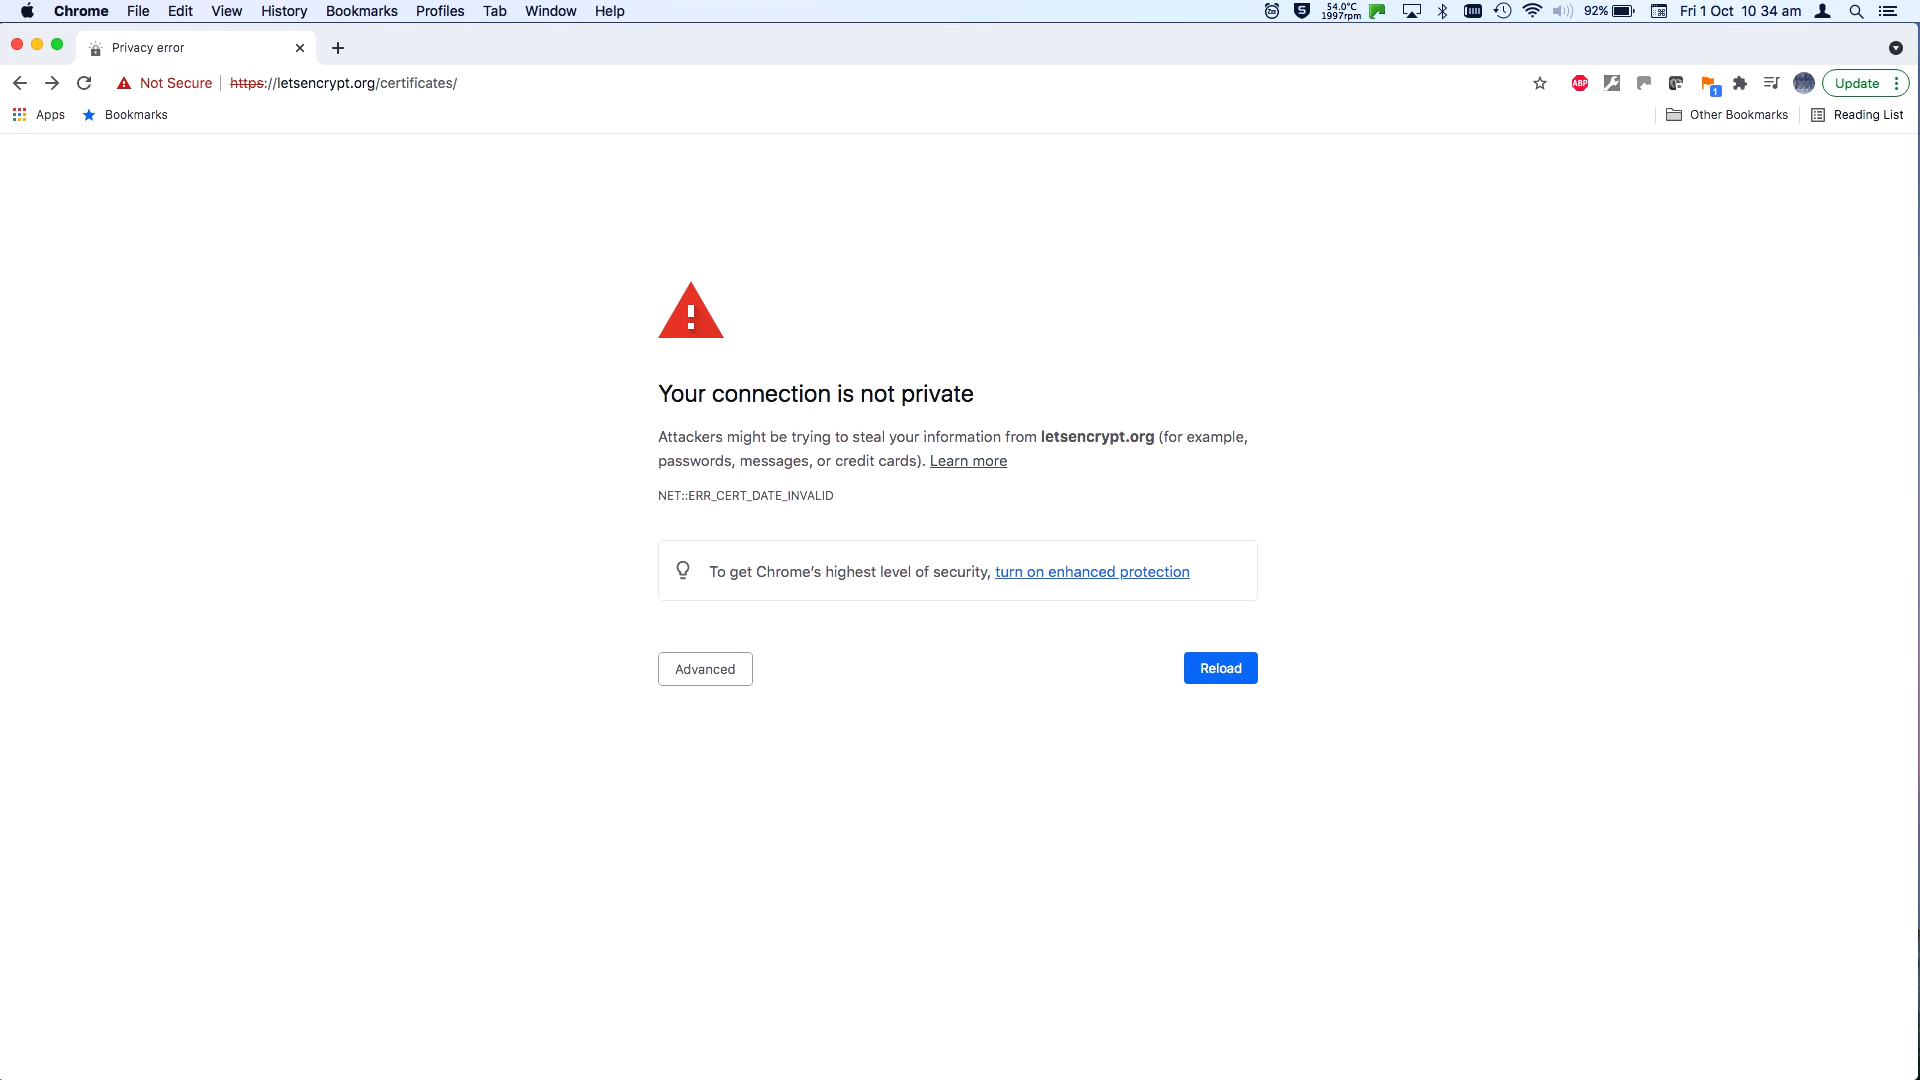 Chrome File Edit View History Bookmarks Profiles Tab Window Help
54.0°C
1997rpm
92%
Fri 1 Oct 10 34 am
Privacy error
Not Secure
https://letsencrypt.org/certificates/
ABP
1
Update
Apps Bookmarks
Other Bookmarks Reading List
Your connection is not private
Attackers might be trying to steal your information from letsencrypt.org (for example,
passwords, messages, or credit cards). Learn more
NET::ERR_CERT_DATE_INVALID
To get Chrome's highest level of security, turn on enhanced protection
Advanced
Reload